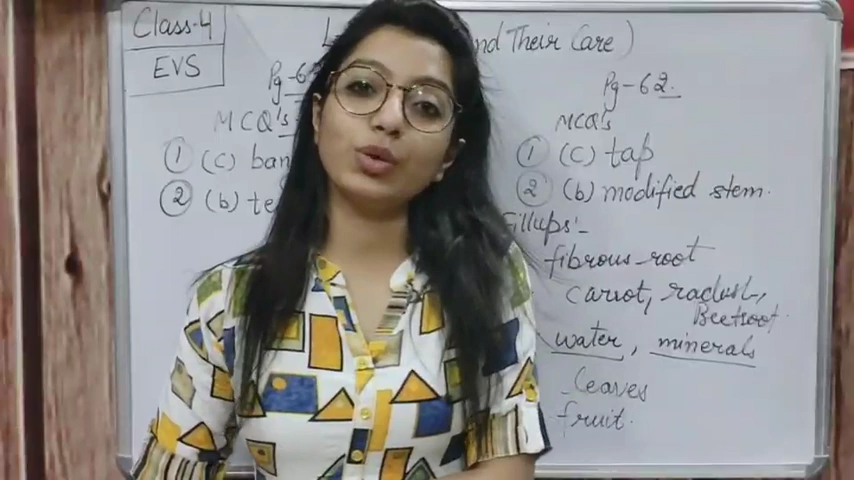 Class-4
EVS
L nd Their Care)
Pg-6
MCQ's
① (c) ban
② (b) te
Pg-62.
MCQ's
① (c) tap
② (b) modified stem.
Fillups:-
fibrous-root
carrot, radish,
Beetroot.
water, minerals
leaves
fruit.